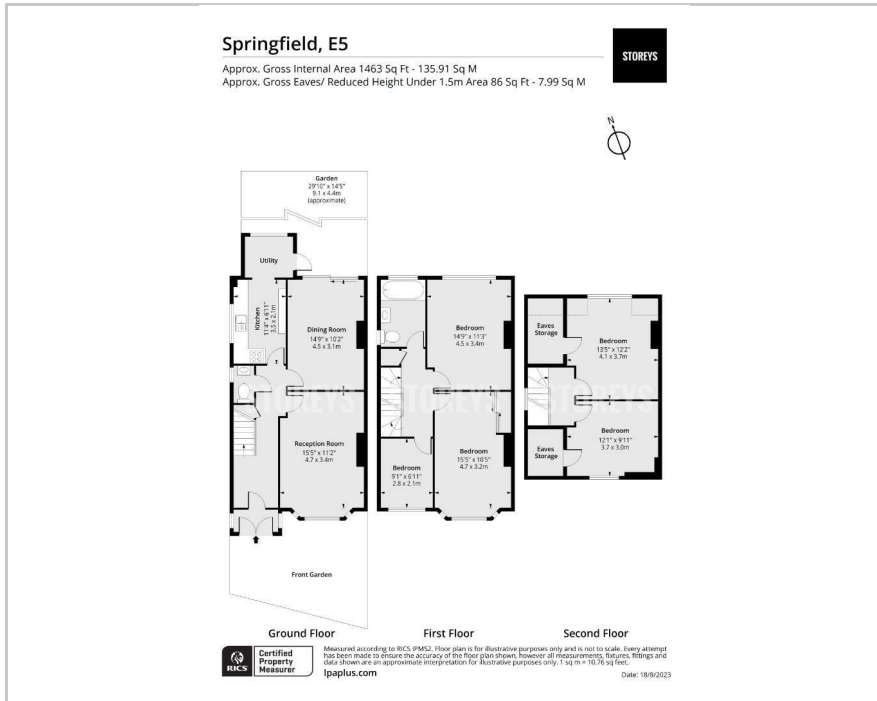 Springfield, E5
STOREYS
Approx. Gross Internal Area 1463 Sq Ft - 135.91 Sq M
Approx. Gross Eaves/ Reduced Height Under 1.5m Area 86 Sq Ft - 7.99 Sq M
N
Garden
29'10" x 14'5"
9.1 x 4.4m
(approximate)
Utility
Kitchen
11'4" x 6'11"
3.5 x 2.1m
Dining Room
14'9" x 10'2"
4.5 x 3.1m
Reception Room
15'5" x 11'2"
4.7 x 3.4m
Front Garden
Bedroom
14'9" x 11'3"
4.5 x 3.4m
Bedroom
9'1" x 6'11"
2.8 x 2.1m
Bedroom
15'5" x 10'5"
4.7 x 3.2m
Eaves
Storage
Bedroom
13'5" x 12'2"
4.1 x 3.7m
Eaves
Storage
Bedroom
12'1" x 9'11"
3.7 x 3.0m
STOREYS STOREYS STOREYS
Ground Floor
First Floor
Second Floor
RICS
Certified
Property
Measurer
Measured according to RICS IPMS2. Floor plan is for illustrative purposes only and is not to scale. Every attempt
has been made to ensure the accuracy of the floor plan shown, however all measurements, fixtures, fittings and
data shown are an approximate interpretation for illustrative purposes only. 1 sq m = 10.76 sq feet.
lpaplus.com
Date: 18/8/2023